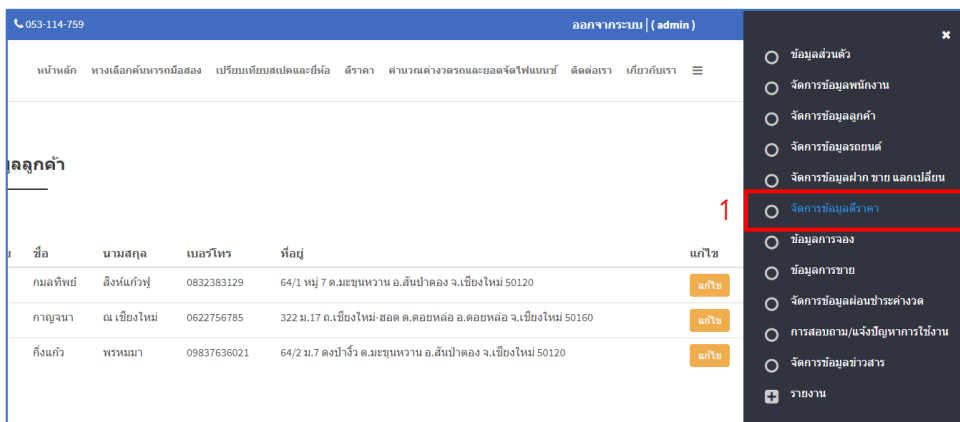 053-114-759
ออกจากระบบ | ( admin )
หน้าหลัก ทางเลือกค้นหารถมือสอง เปรียบเทียบสเปคและยี่ห้อ ตีราคา คำนวณค่างวดรถและยอดจัดไฟแนนซ์ ติดต่อเรา เกี่ยวกับเรา
ลลูกค้า
ชื่อ นามสกุล เบอร์โทร ที่อยู่ แก้ไข
กมลทิพย์ สิงห์แก้วฟู 0832383129 64/1 หมู่ 7 ต.มะขุนหวาน อ.สันป่าตอง จ.เชียงใหม่ 50120 แก้ไข
กาญจนา ณ เชียงใหม่ 0622756785 322 ม.17 ถ.เชียงใหม่-ฮอด ต.ดอยหล่อ อ.ดอยหล่อ จ.เชียงใหม่ 50160 แก้ไข
กิ่งแก้ว พรหมมา 09837636021 64/2 ม.7 ดงป่างิ้ว ต.มะขุนหวาน อ.สันป่าตอง จ.เชียงใหม่ 50120 แก้ไข
ข้อมูลส่วนตัว
จัดการข้อมูลพนักงาน
จัดการข้อมูลลูกค้า
จัดการข้อมูลรถยนต์
จัดการข้อมูลฝาก ขาย แลกเปลี่ยน
1 จัดการข้อมูลตีราคา
ข้อมูลการจอง
ข้อมูลการขาย
จัดการข้อมูลผ่อนชำระค่างวด
การสอบถาม/แจ้งปัญหาการใช้งาน
จัดการข้อมูลข่าวสาร
รายงาน